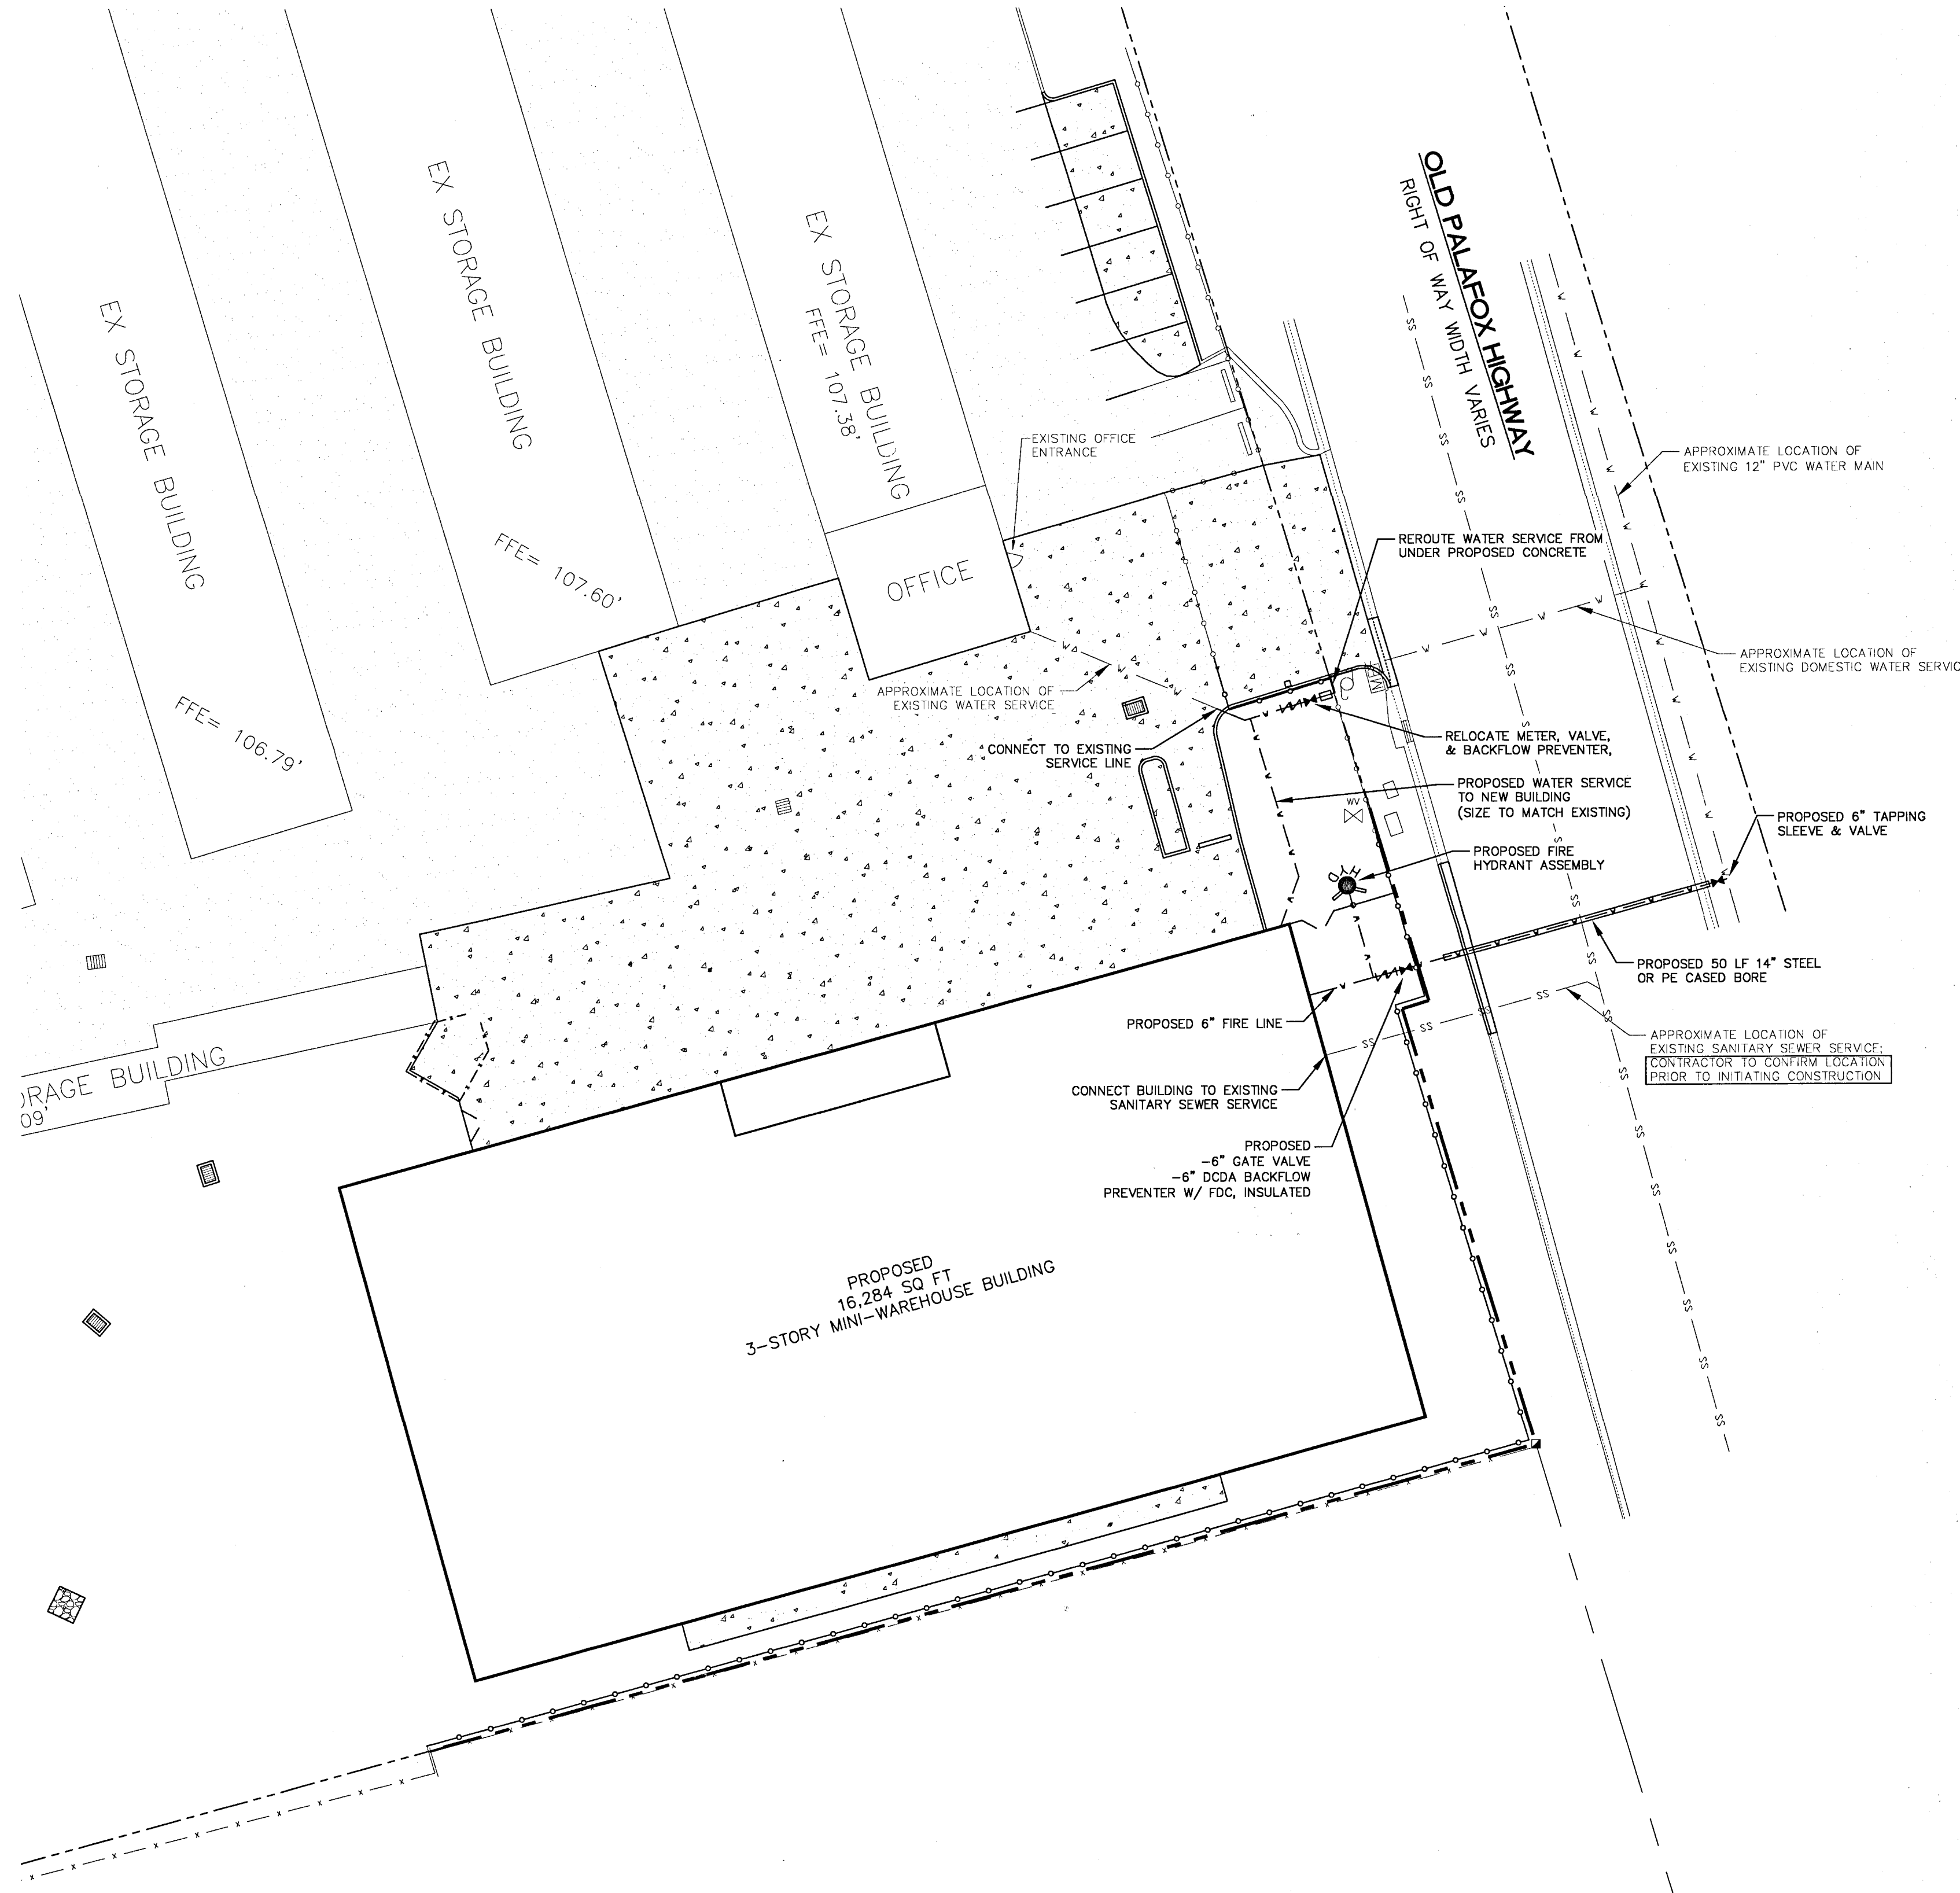 EX STORAGE BUILDING
FFE= 106.79'
EX STORAGE BUILDING
FFE= 107.60'
EX STORAGE BUILDING
FFE= 107.38'
OFFICE
EXISTING OFFICE
ENTRANCE
OLD PALAFOX HIGHWAY
RIGHT OF WAY WIDTH VARIES
APPROXIMATE LOCATION OF
EXISTING 12" PVC WATER MAIN
REROUTE WATER SERVICE FROM
UNDER PROPOSED CONCRETE
APPROXIMATE LOCATION OF
EXISTING DOMESTIC WATER SERVIC
APPROXIMATE LOCATION OF
EXISTING WATER SERVICE
CONNECT TO EXISTING
SERVICE LINE
RELOCATE METER, VALVE,
& BACKFLOW PREVENTER,
PROPOSED WATER SERVICE
TO NEW BUILDING
(SIZE TO MATCH EXISTING)
WV
PROPOSED 6" TAPPING
SLEEVE & VALVE
PROPOSED FIRE
HYDRANT ASSEMBLY
HYD
PROPOSED 50 LF 14" STEEL
OR PE CASED BORE
PROPOSED 6" FIRE LINE
APPROXIMATE LOCATION OF
EXISTING SANITARY SEWER SERVICE;
CONTRACTOR TO CONFIRM LOCATION
PRIOR TO INITIATING CONSTRUCTION
CONNECT BUILDING TO EXISTING
SANITARY SEWER SERVICE
PROPOSED
-6" GATE VALVE
-6" DCDA BACKFLOW
PREVENTER W/ FDC, INSULATED
ORAGE BUILDING
09'
PROPOSED
16,284 SQ FT
3-STORY MINI-WAREHOUSE BUILDING